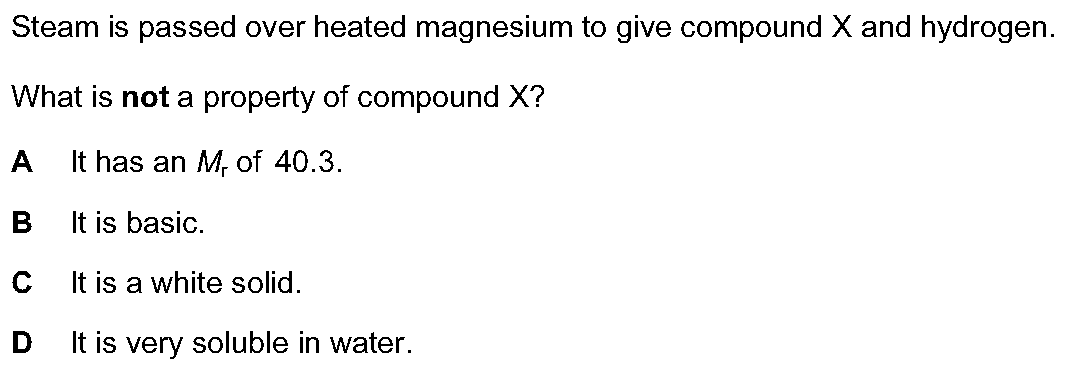 Steam is passed over heated magnesium to give compound X and hydrogen.
What is not a property of compound X?
A It has an Mr of 40.3.
B It is basic.
C It is a white solid.
D It is very soluble in water.